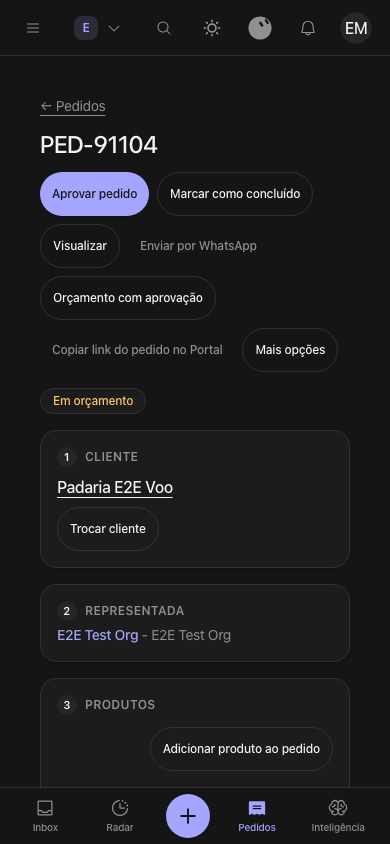 E
EM
← Pedidos
PED-91104
Aprovar pedido
Marcar como concluído
Visualizar
Enviar por WhatsApp
Orçamento com aprovação
Copiar link do pedido no Portal
Mais opções
Em orçamento
1 CLIENTE
Padaria E2E Voo
Trocar cliente
2 REPRESENTADA
E2E Test Org - E2E Test Org
3 PRODUTOS
Adicionar produto ao pedido
Inbox
Radar
Pedidos
Inteligência